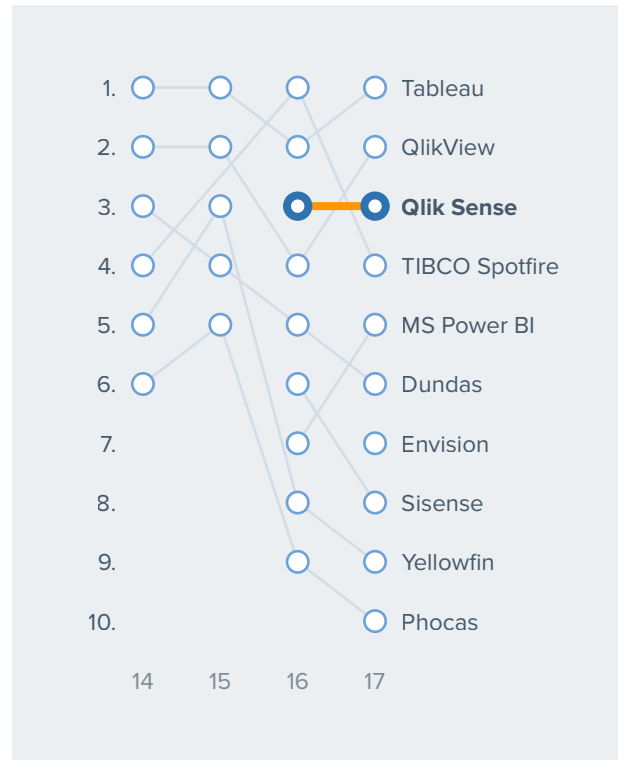 1. Tableau
2. QlikView
3. Qlik Sense
4. TIBCO Spotfire
5. MS Power BI
6. Dundas
7. Envision
8. Sisense
9. Yellowfin
10. Phocas
14 15 16 17